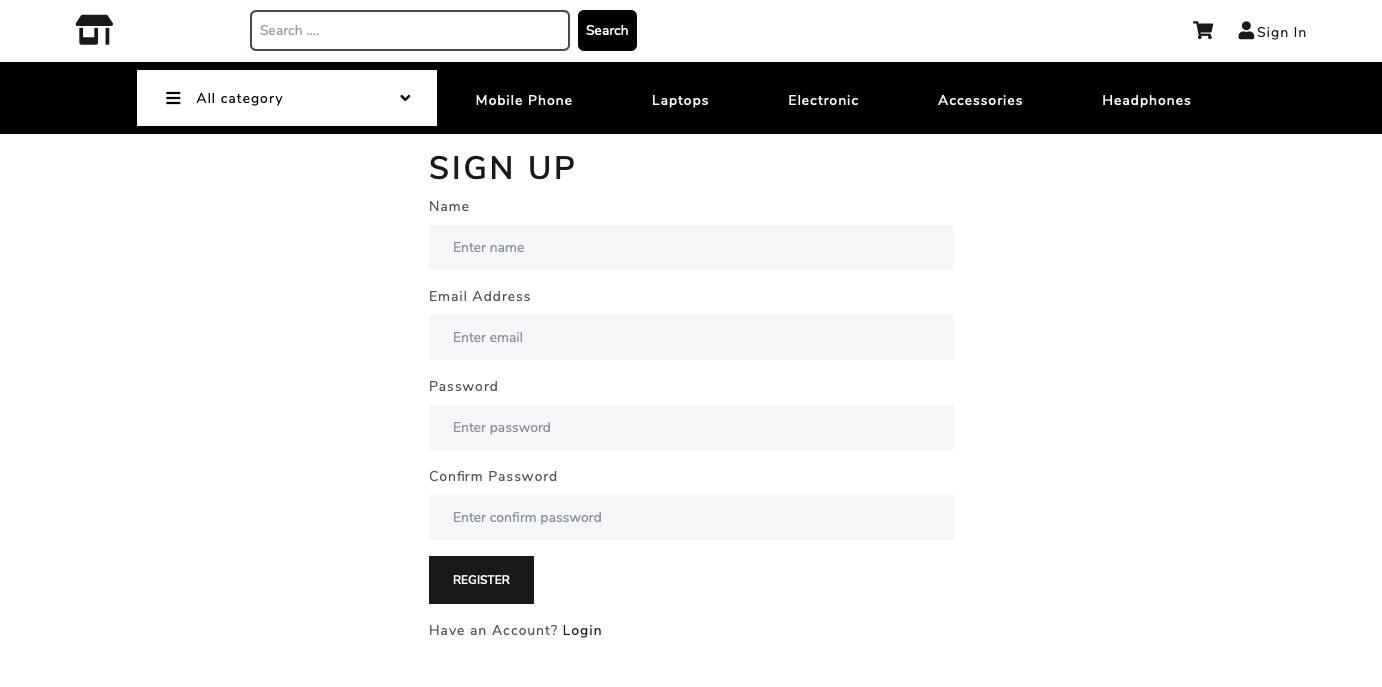 Search ....
Search
Sign In
All category
Mobile Phone
Laptops
Electronic
Accessories
Headphones
SIGN UP
Name
Enter name
Email Address
Enter email
Password
Enter password
Confirm Password
Enter confirm password
REGISTER
Have an Account? Login